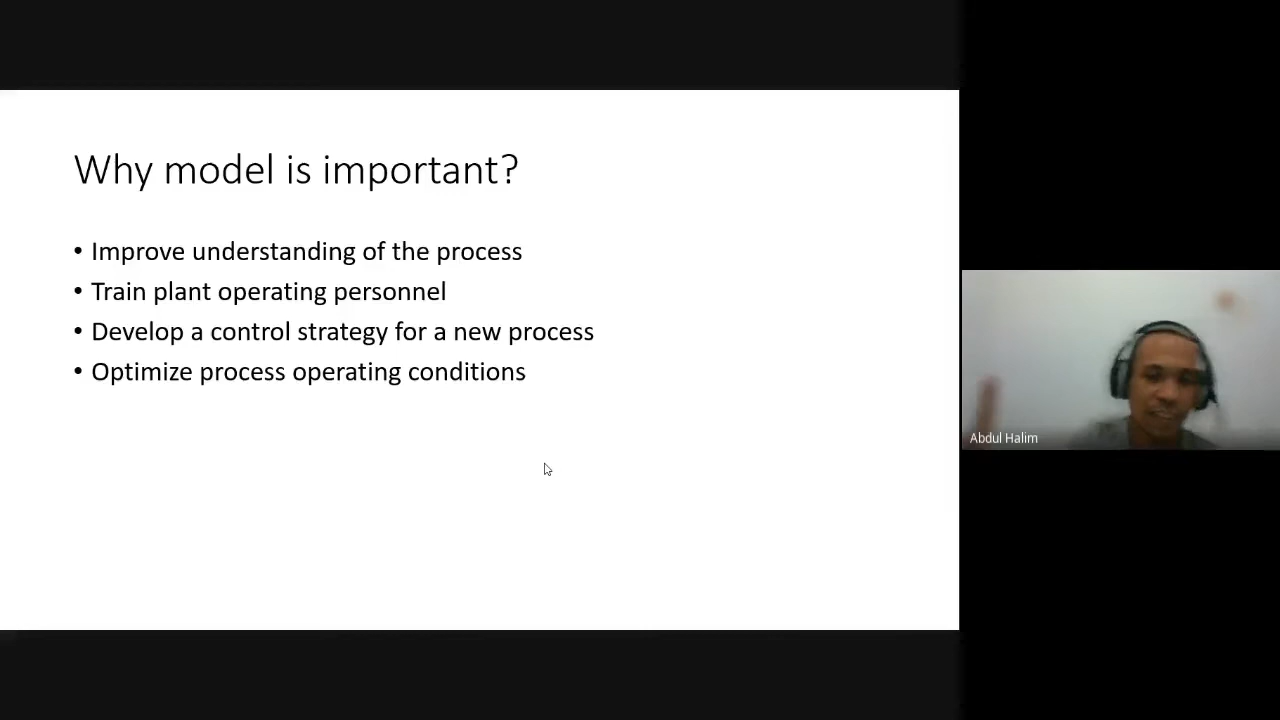 Why model is important?
• Improve understanding of the process
• Train plant operating personnel
• Develop a control strategy for a new process
• Optimize process operating conditions
Abdul Halim